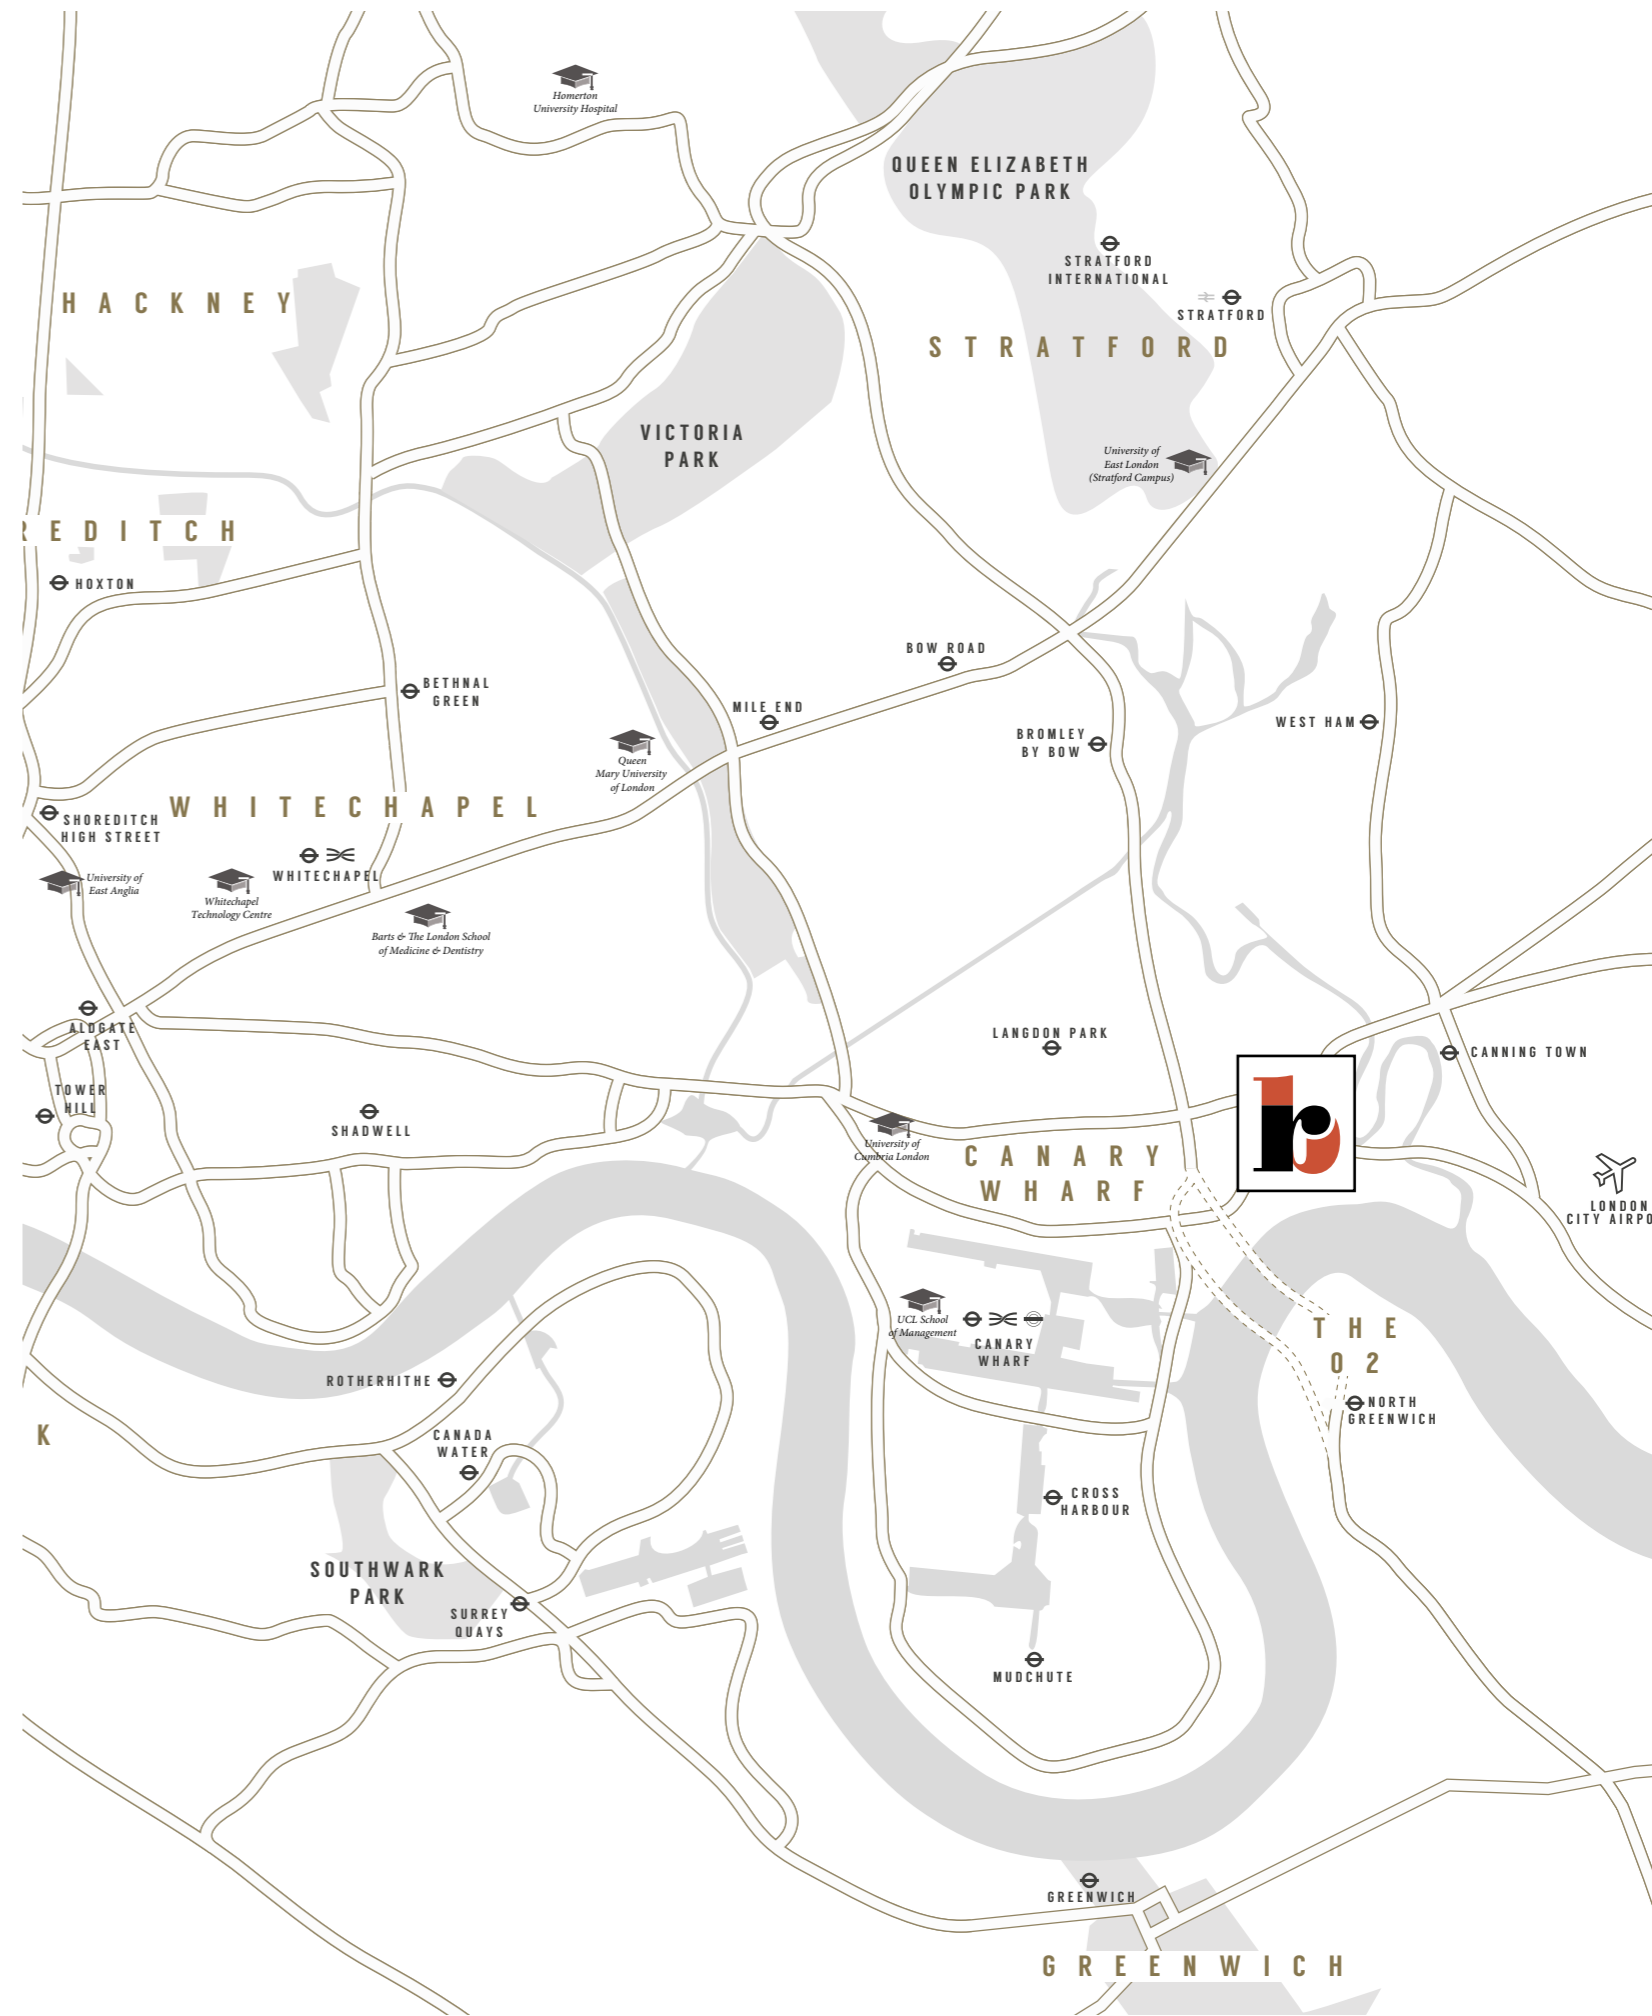 Homerton
University Hospital
QUEEN ELIZABETH
OLYMPIC PARK
STRATFORD
INTERNATIONAL
STRATFORD
HACKNEY
STRATFORD
VICTORIA
PARK
University of
East London
(Stratford Campus)
REDITCH
HOXTON
BOW ROAD
BETHNAL
GREEN
MILE END
WEST HAM
BROMLEY
BY BOW
Queen
Mary University
of London
WHITECHAPEL
SHOREDITCH
HIGH STREET
WHITECHAPEL
University of
East Anglia
Whitechapel
Technology Centre
Barts & The London School
of Medicine & Dentistry
ALDGATE
EAST
LANGDON PARK
CANNING TOWN
TOWER
HILL
SHADWELL
University of
Cumbria London
CANARY
WHARF
LONDON
CITY AIRPO
UCL School
of Management
CANARY
WHARF
THE
O2
ROTHERHITHE
NORTH
GREENWICH
K
CANADA
WATER
CROSS
HARBOUR
SOUTHWARK
PARK
SURREY
QUAYS
MUDCHUTE
GREENWICH
GREENWICH